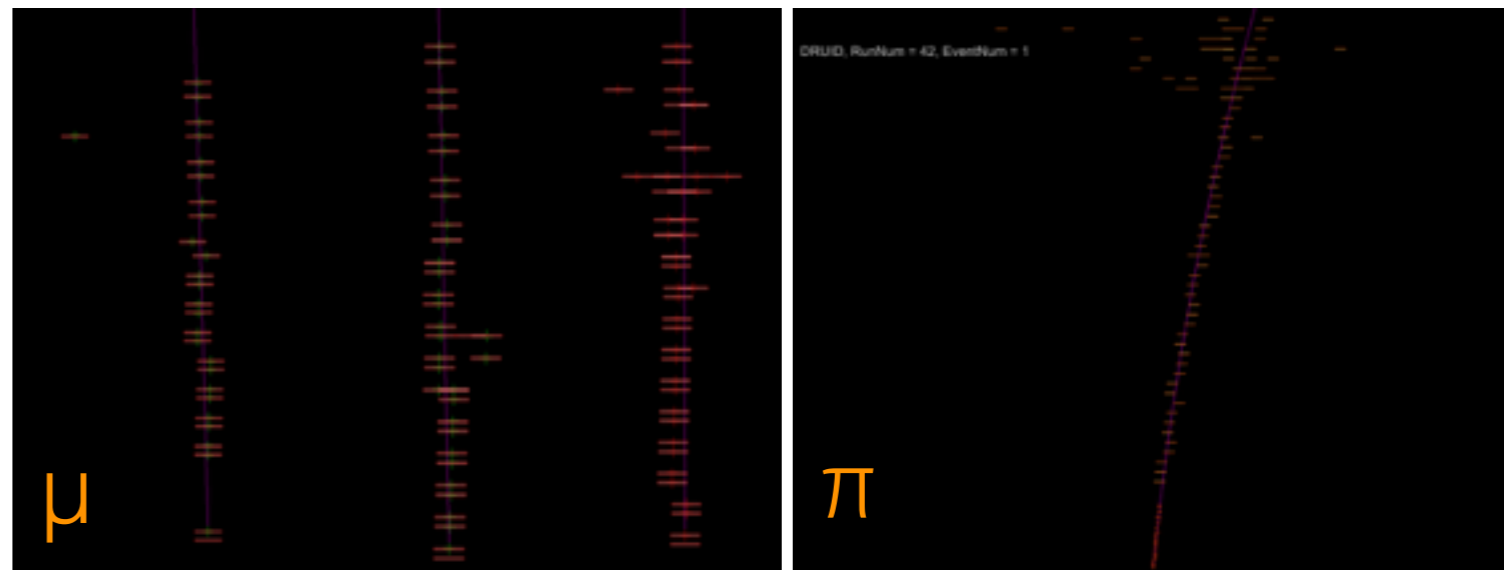 DRUID, RunNum = 42, EventNum = 1
μ
π